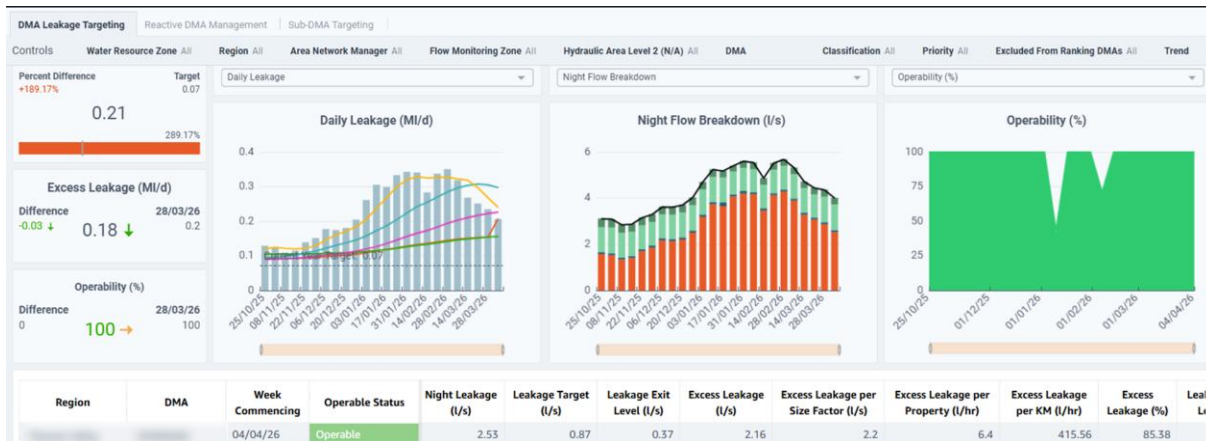 DMA Leakage Targeting Reactive DMA Management Sub-DMA Targeting
Controls Water Resource Zone All Region All Area Network Manager All Flow Monitoring Zone All Hydraulic Area Level 2 (N/A) All DMA Classification All Priority All Excluded From Ranking DMAs All Trend
Percent Difference Target
+189.17% 0.07
0.21
289.17%
Excess Leakage (Ml/d)
Difference 28/03/26
-0.03 ↓ 0.18 ↓ 0.2
Operability (%)
Difference 28/03/26
0 100 → 100
Daily Leakage
Daily Leakage (Ml/d)
0.4
0.3
0.2
0.1
0
Target: 0.07
25/10/25 08/11/25 22/11/25 06/12/25 20/12/25 03/01/26 17/01/26 31/01/26 14/02/26 28/02/26 14/03/26 28/03/26
Night Flow Breakdown
Night Flow Breakdown (l/s)
6
4
2
0
25/10/25 08/11/25 22/11/25 06/12/25 20/12/25 03/01/26 17/01/26 31/01/26 14/02/26 28/02/26 14/03/26 28/03/26
Operability (%)
Operability (%)
100
75
50
25
0
25/10/25 01/12/25 01/01/26 01/02/26 01/03/26 04/04/26
Region DMA Week Commencing Operable Status Night Leakage (l/s) Leakage Target (l/s) Leakage Exit Level (l/s) Excess Leakage (l/s) Excess Leakage per Size Factor (l/s) Excess Leakage per Property (l/hr) Excess Leakage per KM (l/hr) Excess Leakage (%)
04/04/26 Operable 2.53 0.87 0.37 2.16 2.2 6.4 415.56 85.38